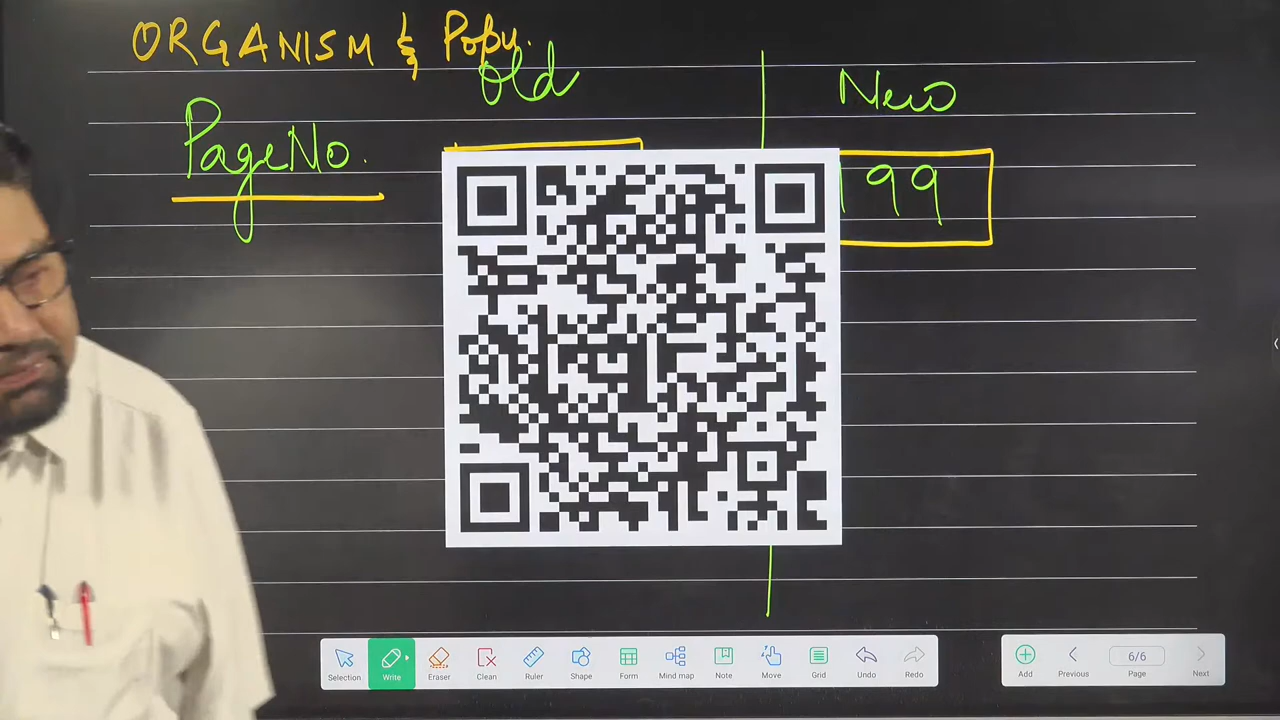 ORGANISM & Popu.
Old
New
PageNo.
199
Selection
Write
Eraser
Clean
Ruler
Shape
Form
Mind map
Note
Move
Grid
Undo
Redo
Add
Previous
6/6
Page
Next